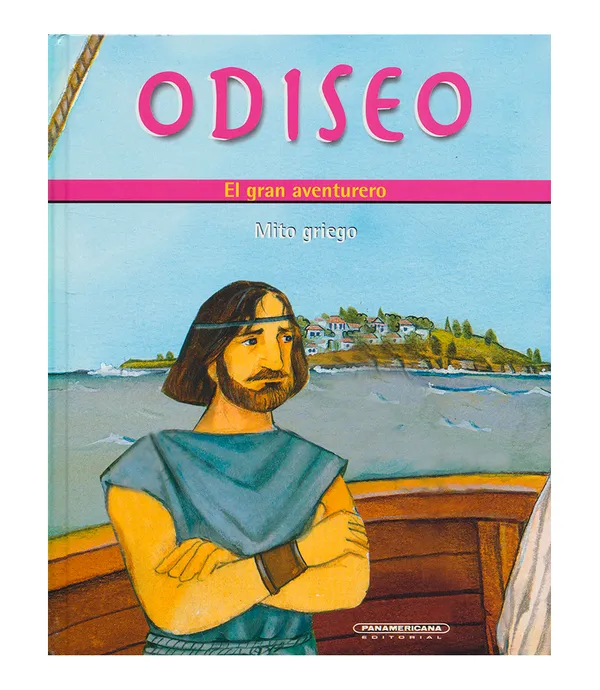 ODISEO
El gran aventurero
Mito griego
PANAMERICANA
EDITORIAL